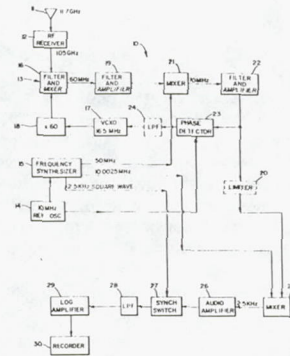 11
11.7GHz
10
12
RF
RECEIVER
105GHz
16
13
FILTER
AND
MIXER
60MHz
19
FILTER
AND
AMPLIFIER
21
MIXER
10MHz
22
FILTER
AND
AMPLIFIER
18
x 60
17
VCXO
16.5 MHz
24
LPF
23
PHASE
DETECTOR
15
FREQUENCY
SYNTHESIZER
50MHz
10.0025MHz
2.5KHz SQUARE WAVE
20
LIMITER
14
10MHz
REF OSC
29
LOG
AMPLIFIER
28
LPF
27
SYNCH
SWITCH
26
AUDIO
AMPLIFIER
2.5KHz
MIXER
30
RECORDER